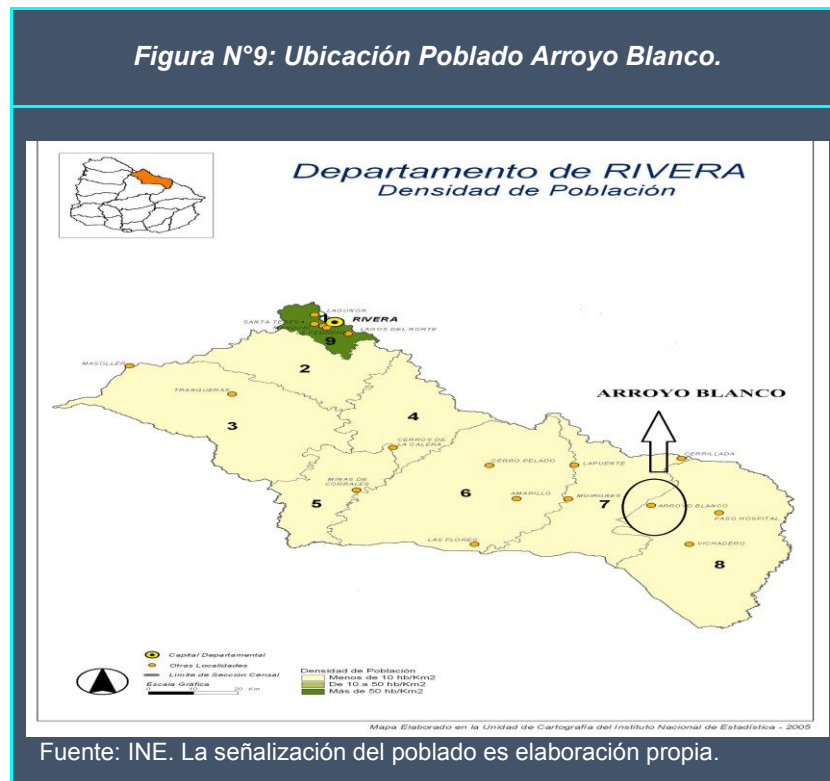 Figura N°9: Ubicación Poblado Arroyo Blanco.
Departamento de RIVERA
Densidad de Población
LAGUNON
1
RIVERA
SANTA TERESA
LAGOS DEL NORTE
9
MASOLLER
2
TRANQUERAS
ARROYO BLANCO
3
4
CERROS DE
LA CALERA
CERRILLADA
CERRO PELADO
LAPUENTE
MINAS DE
CORRALES
5
6
AMARILLO
MOIRONES
7
ARROYO BLANCO
PASO HOSPITAL
LAS FLORES
VICHADERO
8
Capital Departamental
Otras Localidades
Límite de Sección Censal
Escala Gráfica
0 10 20 Km
Densidad de Población
Menos de 10 hb/Km2
De 10 a 50 hb/Km2
Más de 50 hb/Km2
Mapa Elaborado en la Unidad de Cartografía del Instituto Nacional de Estadística - 2005
Fuente: INE. La señalización del poblado es elaboración propia.